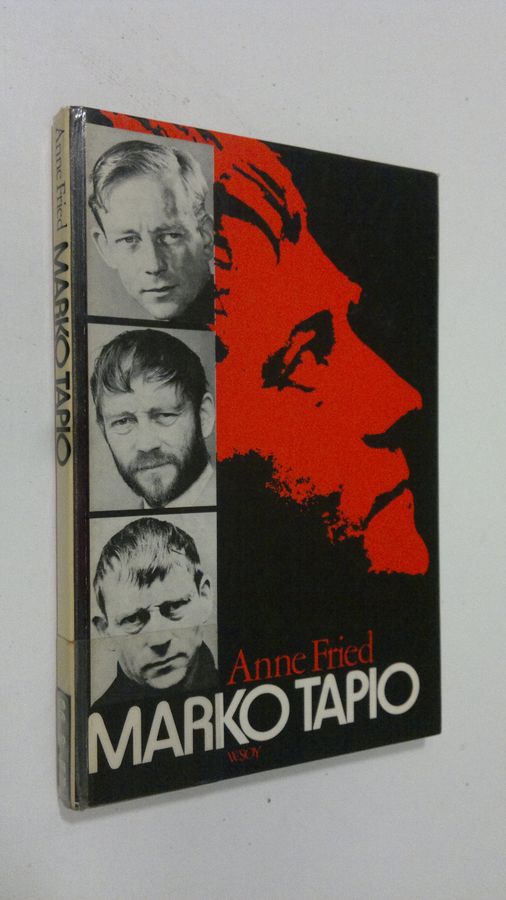 Anne Fried MARKO TAPIO
Anne Fried
MARKO TAPIO
WSOY